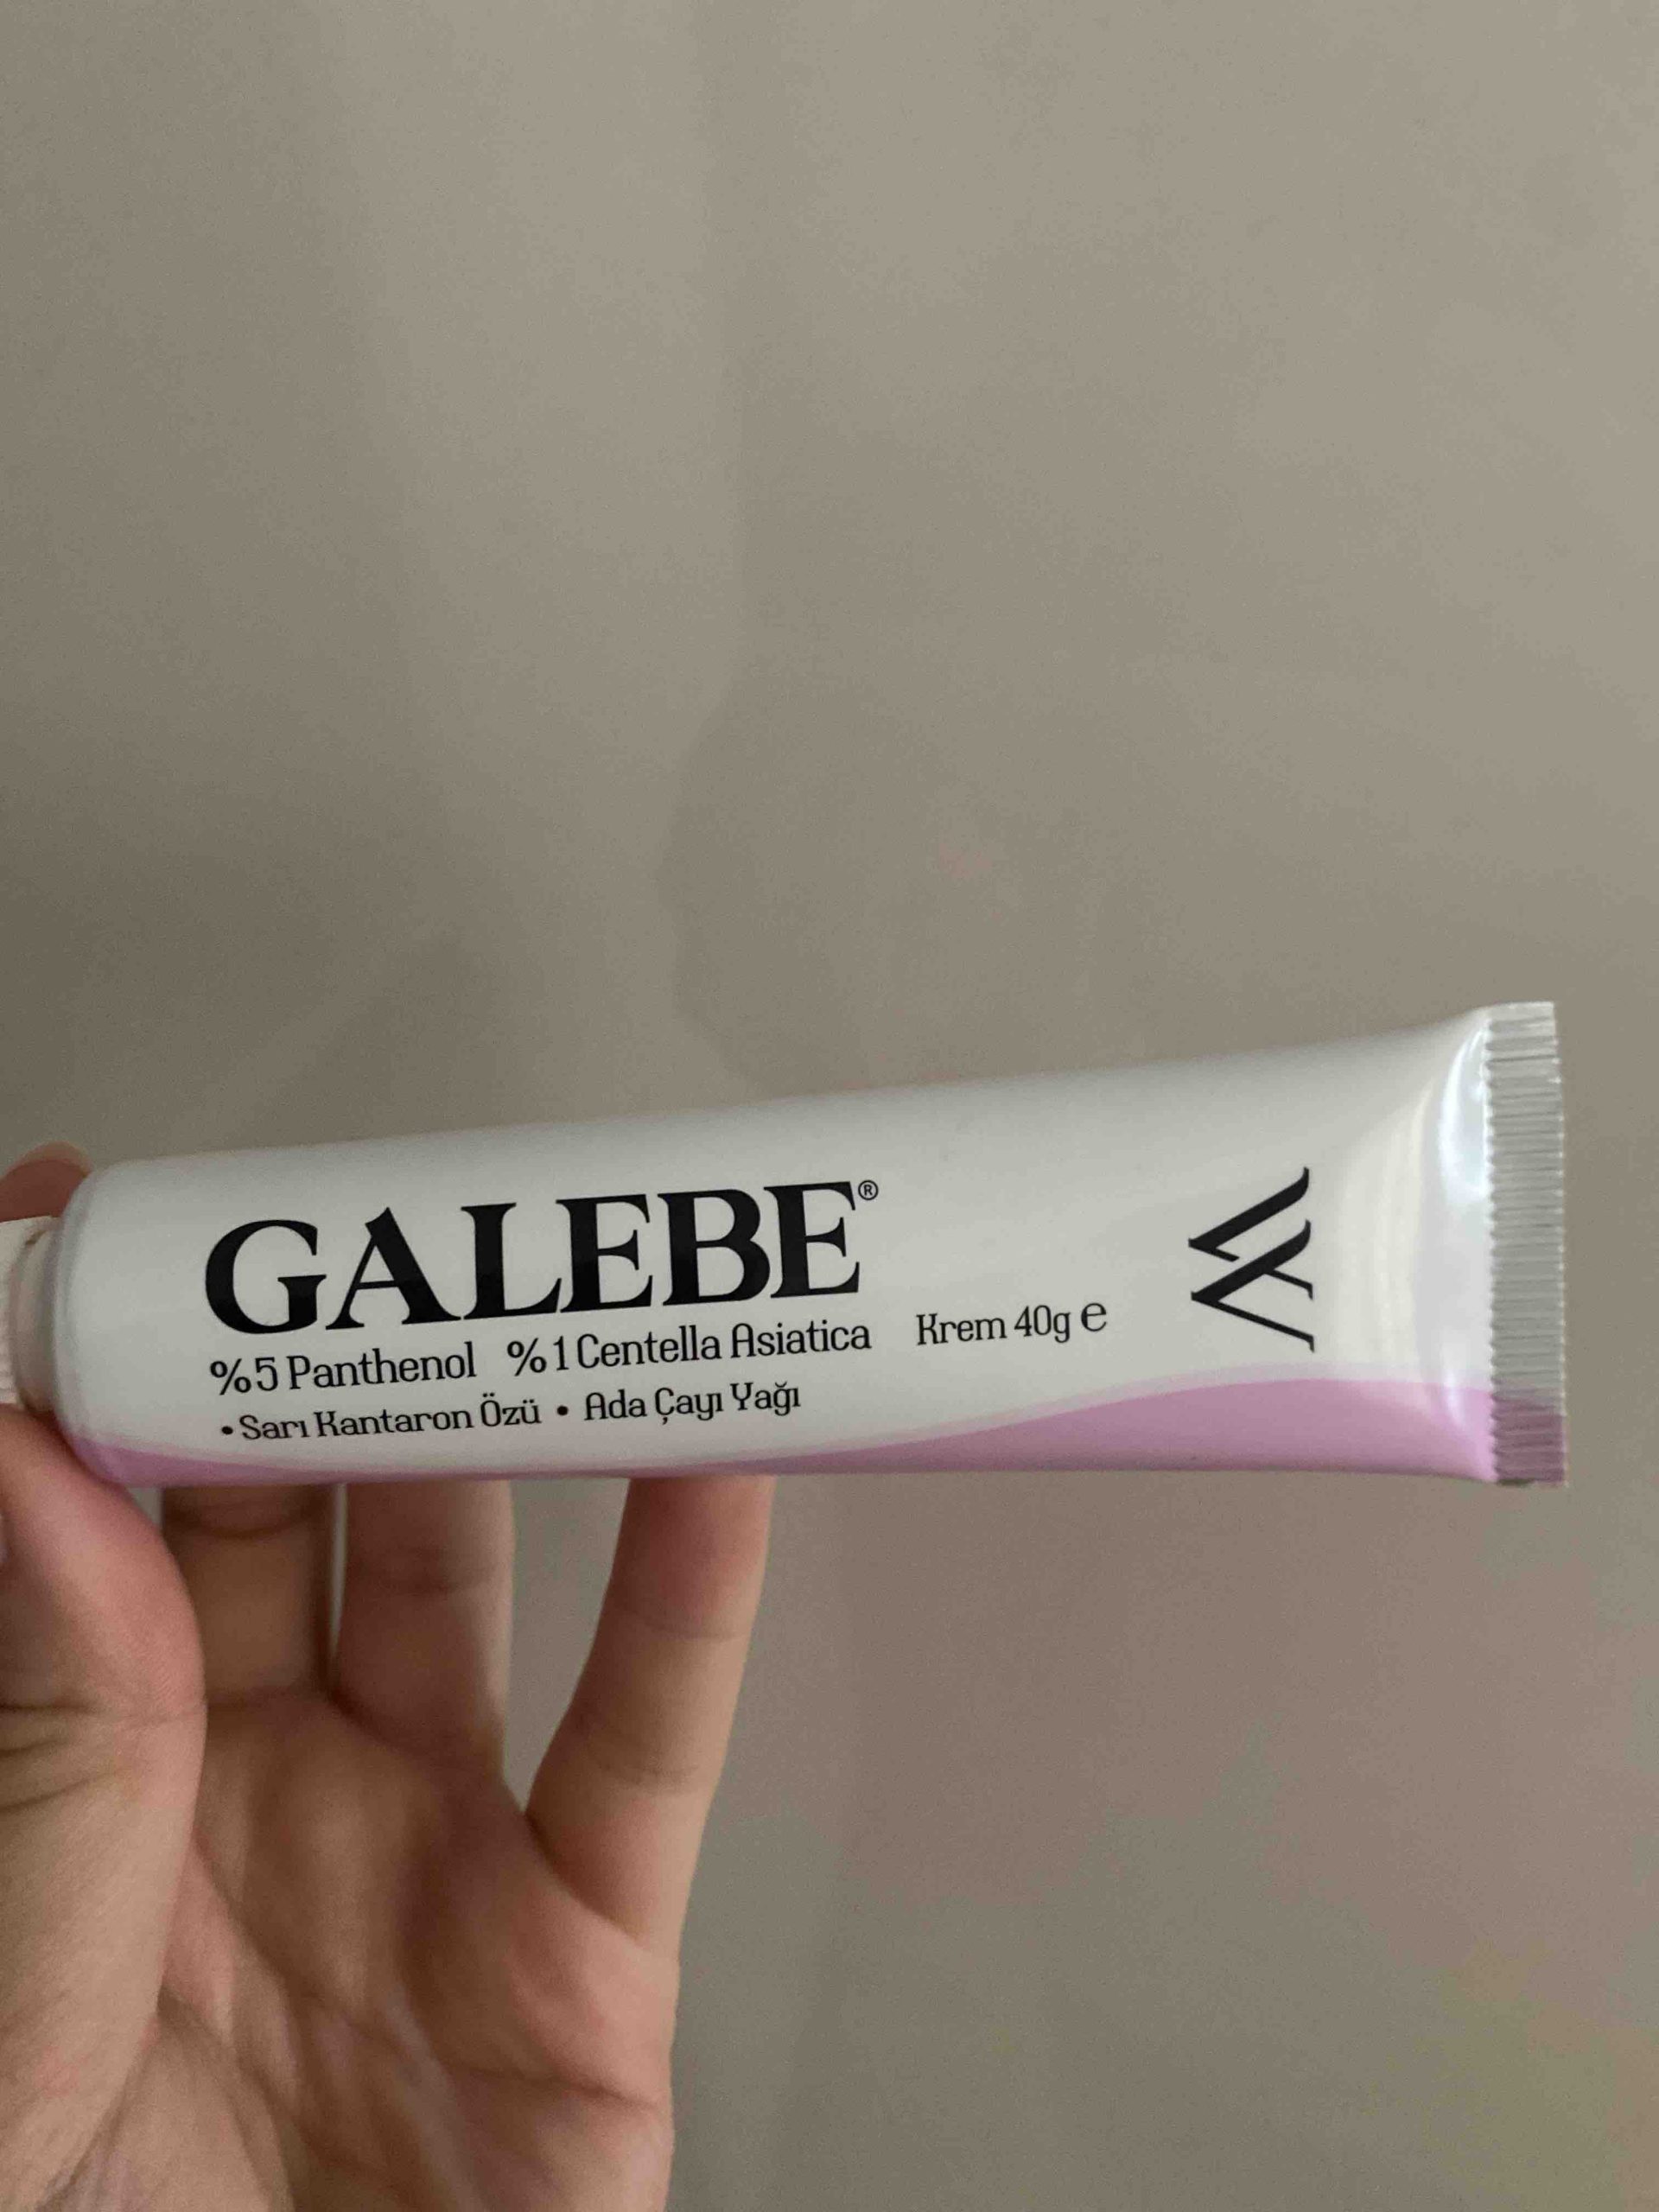 GALEBE®
%5 Panthenol %1 Centella Asiatica Krem 40g e
• Sarı Kantaron Özü • Ada Çayı Yağı